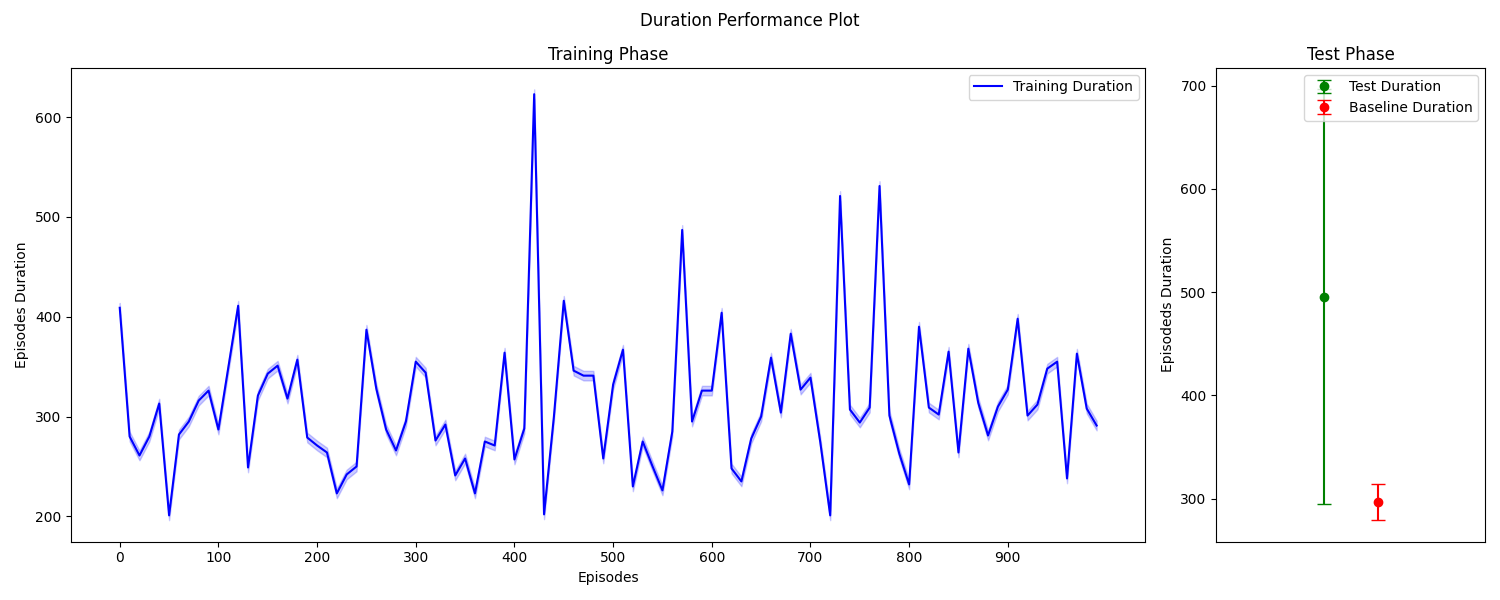 Duration Performance Plot
Training Phase
Training Duration
600
500
400
300
200
Episodes Duration
0 100 200 300 400 500 600 700 800 900
Episodes
Test Phase
Test Duration
Baseline Duration
700
600
500
400
300
Episodeds Duration